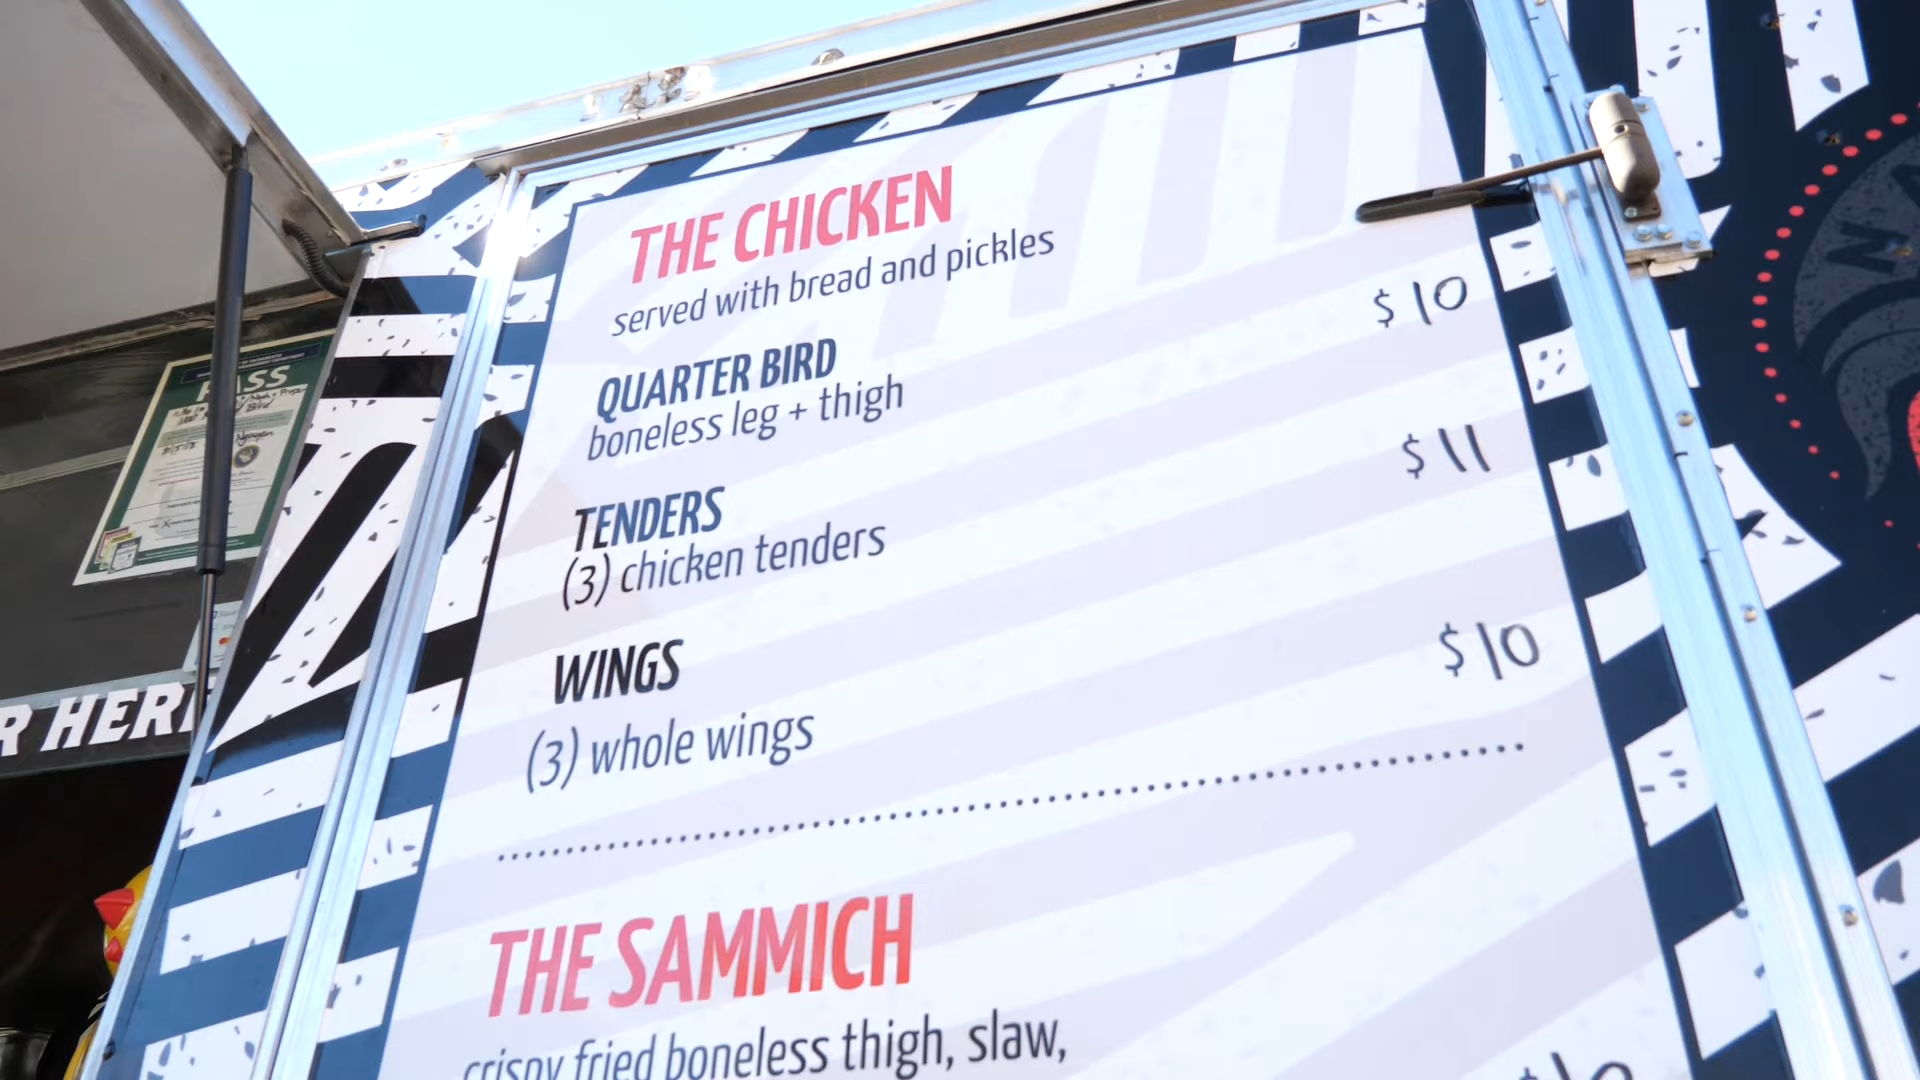 THE CHICKEN
served with bread and pickles
$10
QUARTER BIRD
boneless leg + thigh
$11
TENDERS
(3) chicken tenders
$10
WINGS
(3) whole wings
THE SAMMICH
crispy fried boneless thigh, slaw,
PASS
R HERE